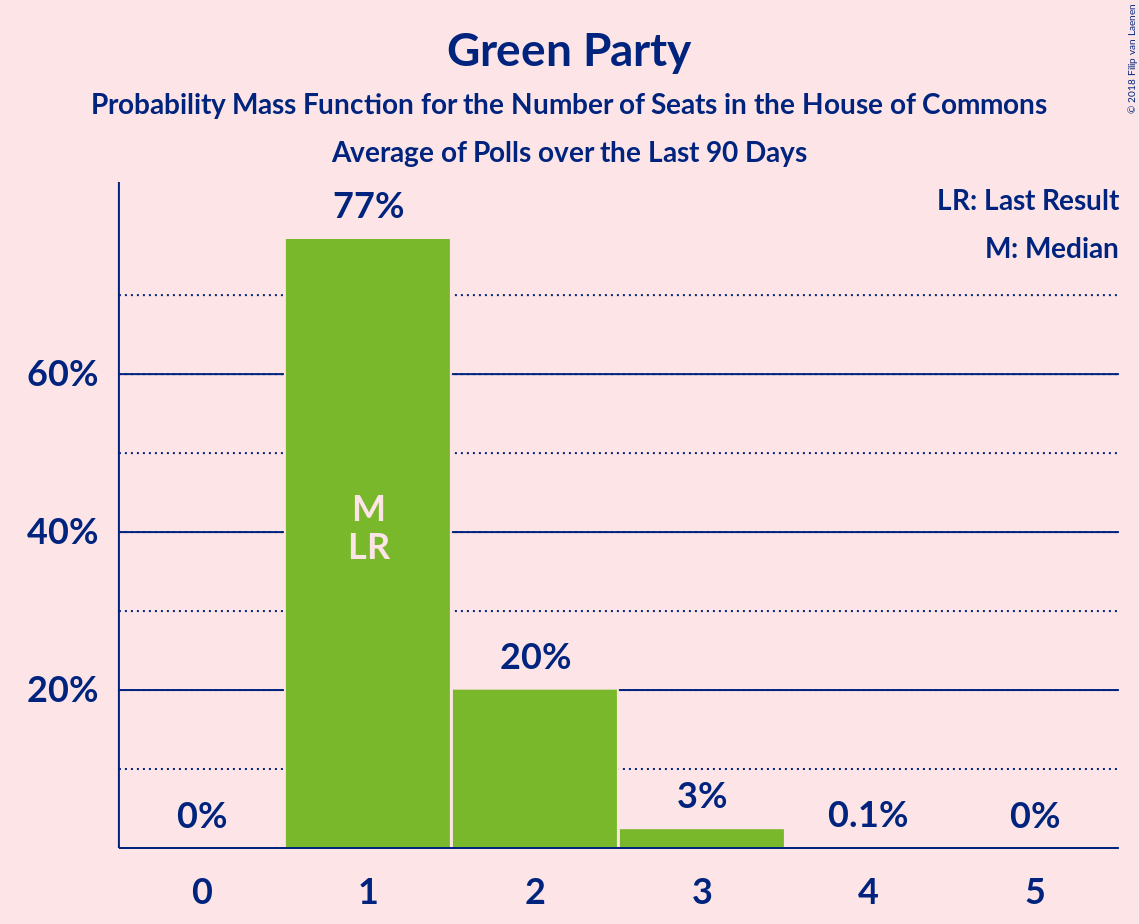 Green Party
Probability Mass Function for the Number of Seats in the House of Commons
Average of Polls over the Last 90 Days
© 2018 Filip van Laenen
LR: Last Result
M: Median
77%
60%
40%
20%
M
LR
20%
0%
3%
0.1%
0%
0 1 2 3 4 5